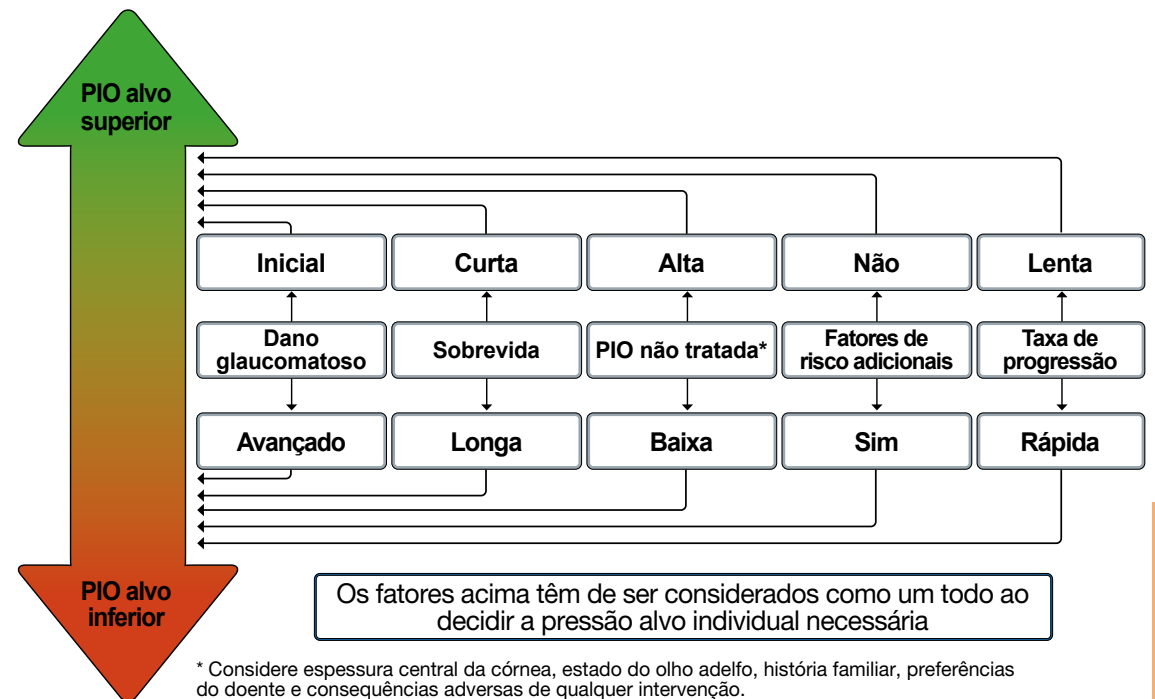 PIO alvo
superior
Inicial
Curta
Alta
Não
Lenta
Dano
glaucomatoso
Sobrevida
PIO não tratada*
Fatores de
risco adicionais
Taxa de
progressão
Avançado
Longa
Baixa
Sim
Rápida
PIO alvo
inferior
Os fatores acima têm de ser considerados como um todo ao
decidir a pressão alvo individual necessária
* Considere espessura central da córnea, estado do olho adelfo, história familiar, preferências
do doente e consequências adversas de qualquer intervenção.